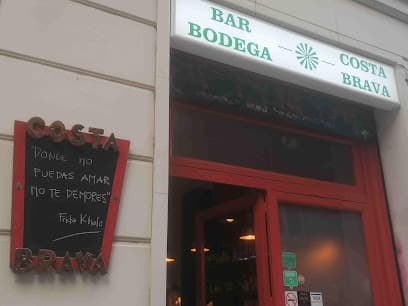 BAR
BODEGA
COSTA
BRAVA
COSTA
"DONDE NO
PUEDAS AMAR
NO TE DEMORES"
Frida Khalo
BRAVA